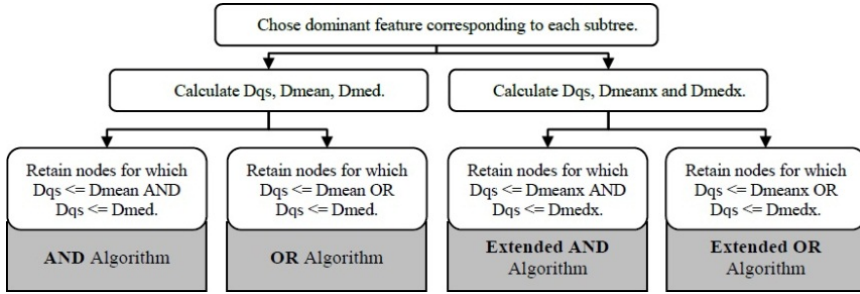 Chose dominant feature corresponding to each subtree.
Calculate Dqs, Dmean, Dmed.
Calculate Dqs, Dmeanx and Dmedx.
Retain nodes for which
Dqs <= Dmean AND
Dqs <= Dmed.
AND Algorithm
Retain nodes for which
Dqs <= Dmean OR
Dqs <= Dmed.
OR Algorithm
Retain nodes for which
Dqs <= Dmeanx AND
Dqs <= Dmedx.
Extended AND
Algorithm
Retain nodes for which
Dqs <= Dmeanx OR
Dqs <= Dmedx.
Extended OR
Algorithm